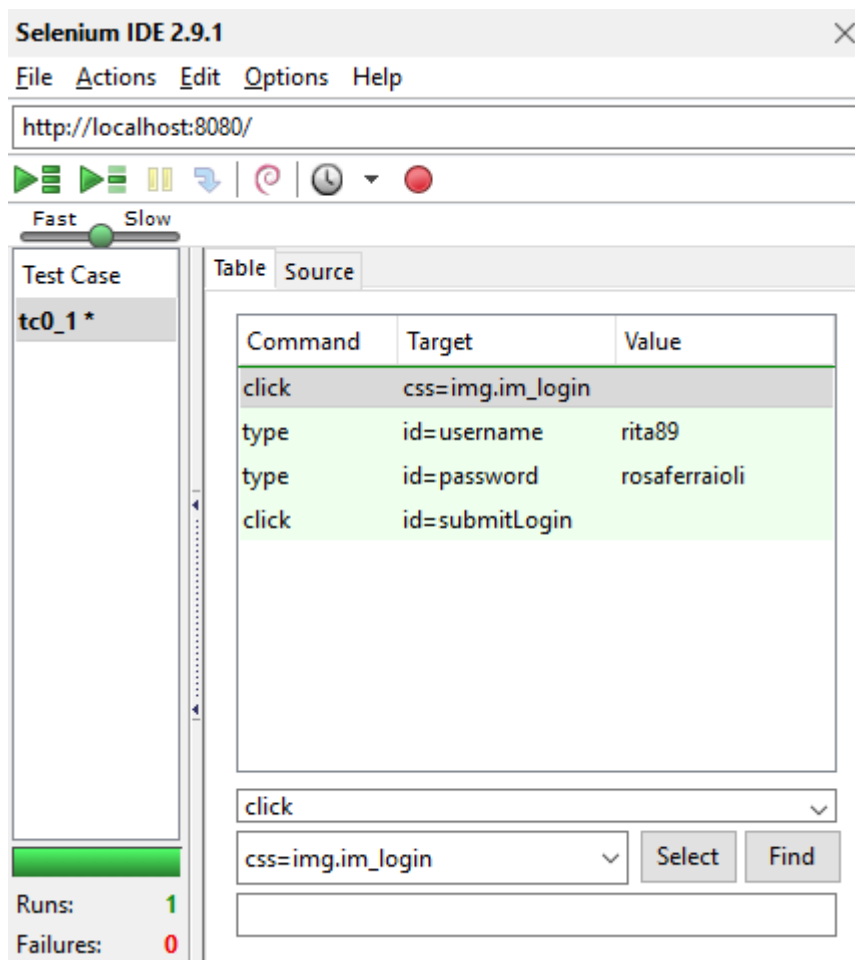 Selenium IDE 2.9.1
File Actions Edit Options Help
http://localhost:8080/
Fast Slow
Test Case
tc0_1 *
Table Source
Command Target Value
click css=img.im_login
type id=username rita89
type id=password rosaferraioli
click id=submitLogin
click
css=img.im_login Select Find
Runs: 1
Failures: 0